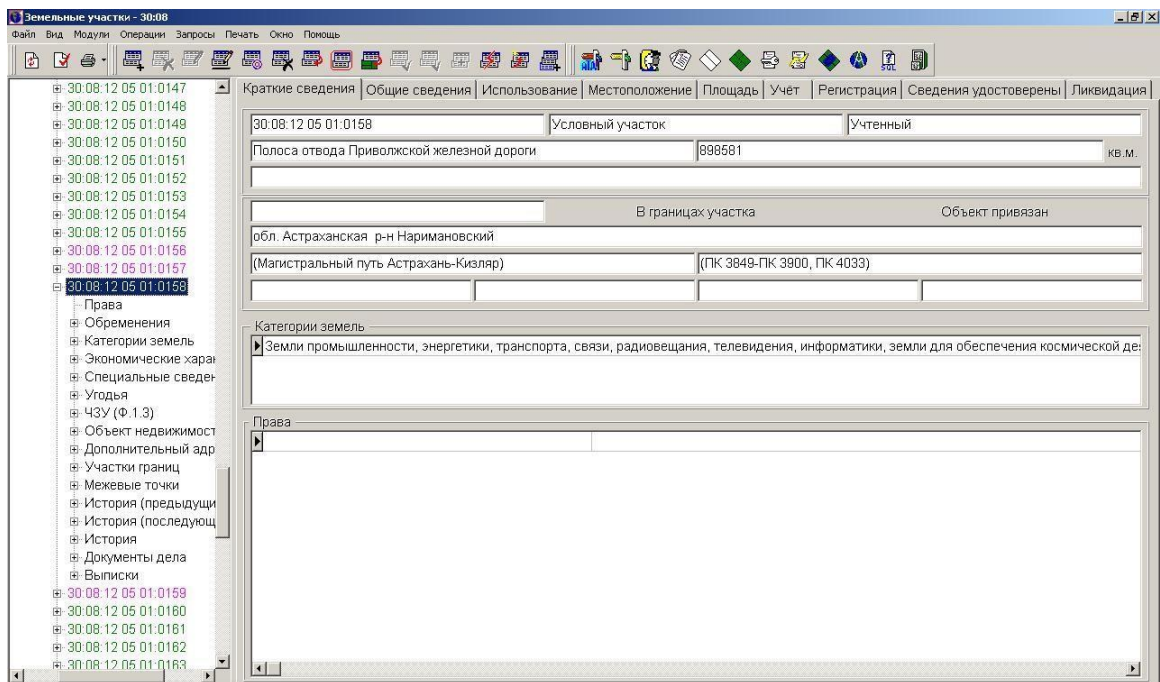 Земельные участки - 30:08
Файл Вид Модули Операции Запросы Печать Окно Помощь
Краткие сведения Общие сведения Использование Местоположение Площадь Учёт Регистрация Сведения удостоверены Ликвидация
30:08:12 05 01:0147
30:08:12 05 01:0148
30:08:12 05 01:0149
30:08:12 05 01:0150
30:08:12 05 01:0151
30:08:12 05 01:0152
30:08:12 05 01:0153
30:08:12 05 01:0154
30:08:12 05 01:0155
30:08:12 05 01:0156
30:08:12 05 01:0157
30:08:12 05 01:0158
Права
Обременения
Категории земель
Экономические харак
Специальные сведен
Угодья
ЧЗУ (Ф.1.3)
Объект недвижимост
Дополнительный адр
Участки границ
Межевые точки
История (предыдущи
История (последующ
История
Документы дела
Выписки
30:08:12 05 01:0159
30:08:12 05 01:0160
30:08:12 05 01:0161
30:08:12 05 01:0162
30:08:12 05 01:0163
30:08:12 05 01:0158 Условный участок Учтенный
Полоса отвода Приволжской железной дороги 898581 кв.м.
В границах участка Объект привязан
обл. Астраханская р-н Наримановский
(Магистральный путь Астрахань-Кизляр) (ПК 3849-ПК 3900, ПК 4033)
Категории земель
Земли промышленности, энергетики, транспорта, связи, радиовещания, телевидения, информатики, земли для обеспечения космической де
Права